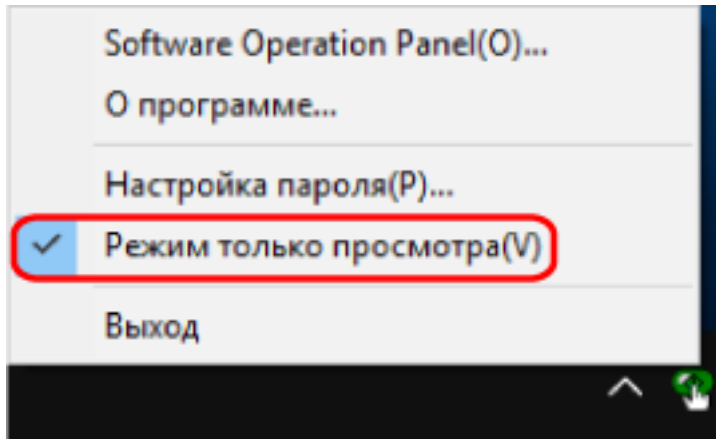 Software Operation Panel(O)...
О программе...
Настройка пароля(P)...
Режим только просмотра(V)
Выход